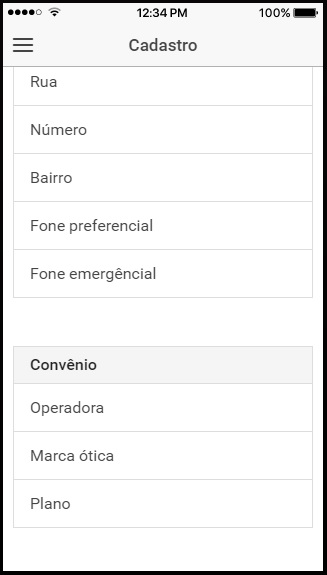 12:34 PM 100%
Cadastro
Rua
Número
Bairro
Fone preferencial
Fone emergêncial
Convênio
Operadora
Marca ótica
Plano